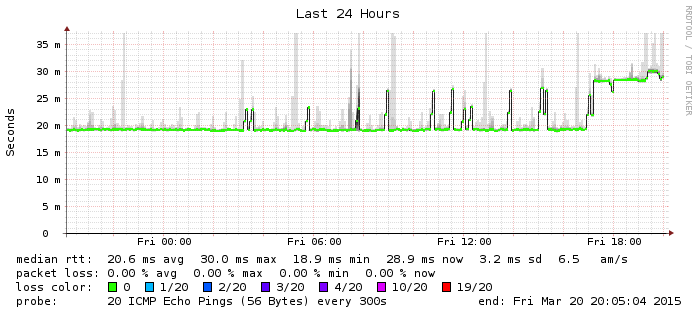 Last 24 Hours
RRDTOOL / TOBI OETIKER
Seconds
35 m
30 m
25 m
20 m
15 m
10 m
5 m
0
Fri 00:00 Fri 06:00 Fri 12:00 Fri 18:00
median rtt: 20.6 ms avg 30.0 ms max 18.9 ms min 28.9 ms now 3.2 ms sd 6.5 am/s
packet loss: 0.00 % avg 0.00 % max 0.00 % min 0.00 % now
loss color: 0 1/20 2/20 3/20 4/20 10/20 19/20
probe: 20 ICMP Echo Pings (56 Bytes) every 300s end: Fri Mar 20 20:05:04 2015